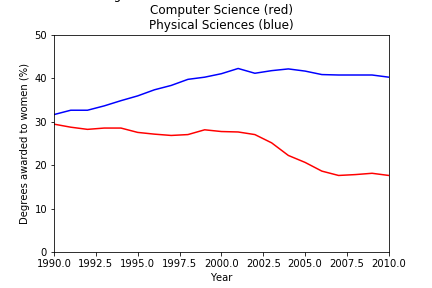 Computer Science (red)
Physical Sciences (blue)
50
40
30
20
10
0
Degrees awarded to women (%)
1990.0 1992.5 1995.0 1997.5 2000.0 2002.5 2005.0 2007.5 2010.0
Year